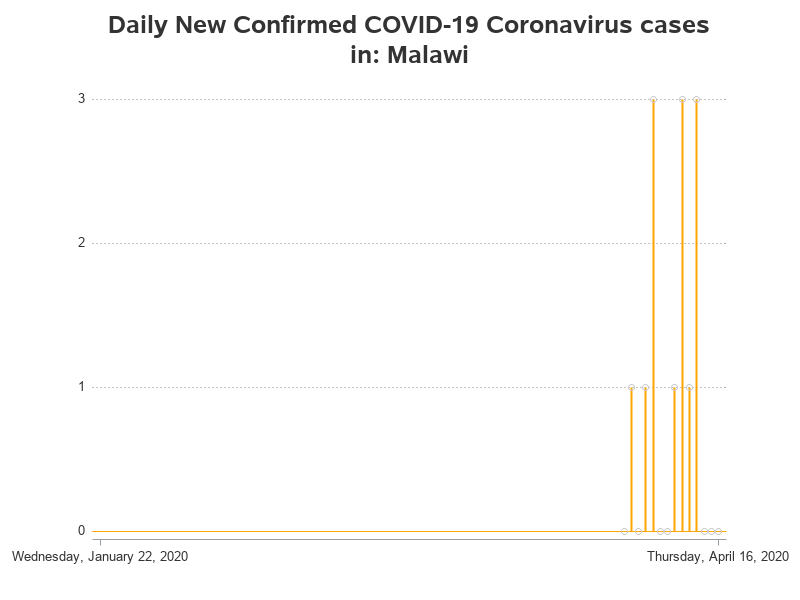 Daily New Confirmed COVID-19 Coronavirus cases
in: Malawi
3
2
1
0
Wednesday, January 22, 2020 Thursday, April 16, 2020